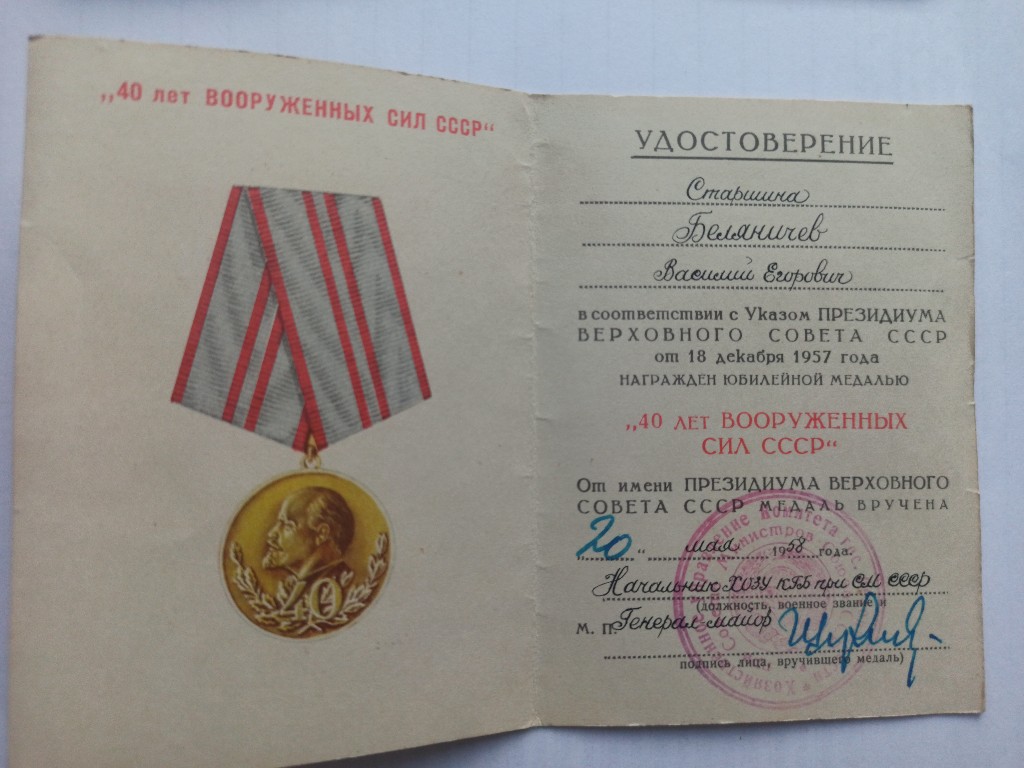 „40 лет ВООРУЖЕННЫХ СИЛ СССР“
40
УДОСТОВЕРЕНИЕ
Старшина
Беляничев
Василий Егорович
в соответствии с Указом ПРЕЗИДИУМА
ВЕРХОВНОГО СОВЕТА СССР
от 18 декабря 1957 года
НАГРАЖДЕН ЮБИЛЕЙНОЙ МЕДАЛЬЮ
„40 ЛЕТ ВООРУЖЕННЫХ
СИЛ СССР“
От имени ПРЕЗИДИУМА ВЕРХОВНОГО
СОВЕТА СССР МЕДАЛЬ ВРУЧЕНА
„20“ мая 1958 года.
Начальник ХОЗУ КГБ при СМ СССР
(должность, военное звание и
М. П. Генерал майор
подпись лица, вручившего медаль)